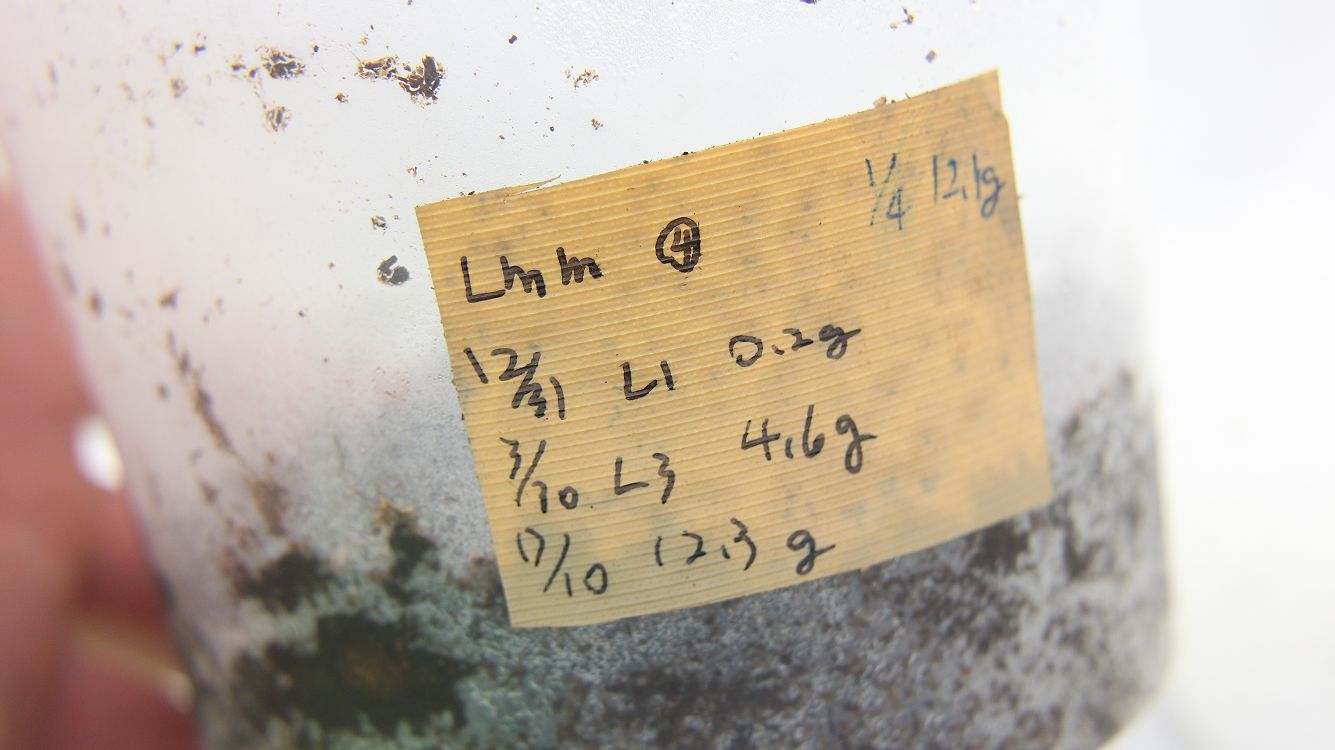 1/4 12.1g
Lmm ④
12/31 L1 0.2g
3/10 L3 4.6g
7/10 12.3g